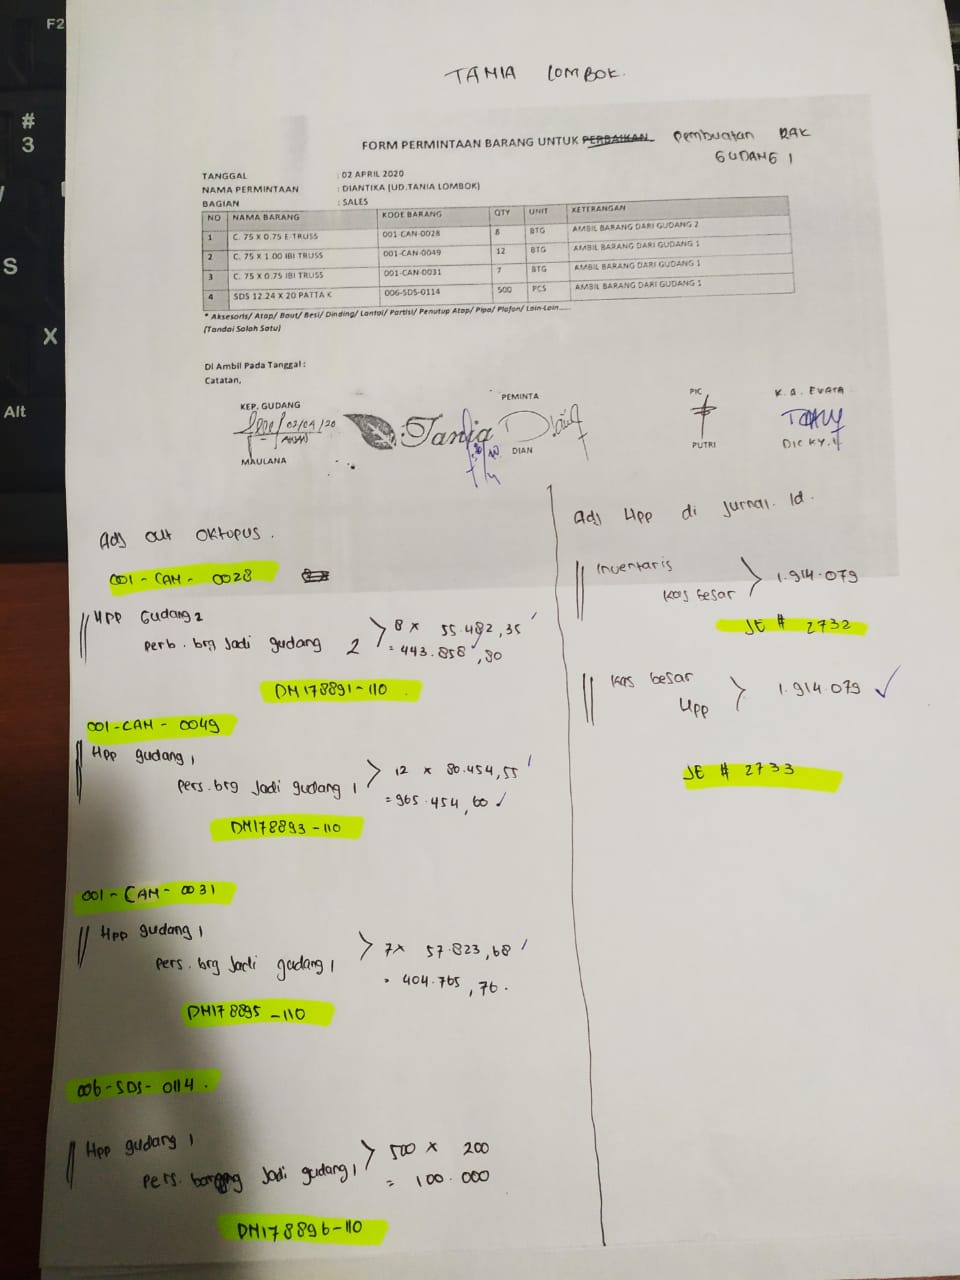 F2
#
3
S
X
Alt
TANIA LOMBOK.
FORM PERMINTAAN BARANG UNTUK PERBAIKAN Pembuatan RAK
GUDANG 1
TANGGAL : 02 APRIL 2020
NAMA PERMINTAAN : DIANTIKA (UD.TANIA LOMBOK)
BAGIAN : SALES
NO NAMA BARANG KODE BARANG QTY UNIT KETERANGAN
1 C. 75 X 0.75 E-TRUSS 001-CAN-0028 8 BTG AMBIL BARANG DARI GUDANG 2
2 C. 75 X 1.00 IBI TRUSS 001-CAN-0049 12 BTG AMBIL BARANG DARI GUDANG 1
3 C. 75 X 0.75 IBI TRUSS 001-CAN-0031 7 BTG AMBIL BARANG DARI GUDANG 1
4 SDS 12.24 X 20 PATTA K 006-SDS-0114 500 PCS AMBIL BARANG DARI GUDANG 1
* Aksesoris/ Atap/ Baut/ Besi/ Dinding/ Lantai/ Partisi/ Penutup Atap/ Pipa/ Plafon/ Lain-Lain.....
(Tandai Salah Satu)
Di Ambil Pada Tanggal :
Catatan,
KEP. GUDANG PEMINTA PIC K.A. EVATA
02/04/20
Tania
MAULANA DIAN PUTRI DICKY.
Adj out OKTOPUS.
001 - CAN - 0028
HPP Gudang 2
perb. brg Jadi gudang 2
8 x 55.482,35
= 443.858,80
DM178891-110
001-CAN - 0049
Hpp gudang 1
pers. brg Jadi gudang 1
12 x 80.454,55
= 965.454,60
DM178893-110
001 - CAN - 0031
Hpp gudang 1
pers. brg Jadi gudang 1
7 x 57.823,68
= 404.765,76.
DM178895-110
006-SDS-0114.
Hpp gudang 1
pers. barang Jadi gudang 1
500 x 200
= 100.000
DM178896-110
Adj Hpp di Jurnal. Id.
Inventaris
Kas besar
1.914.079
JE # 2732
Kas besar
Hpp
1.914.079
JE # 2733